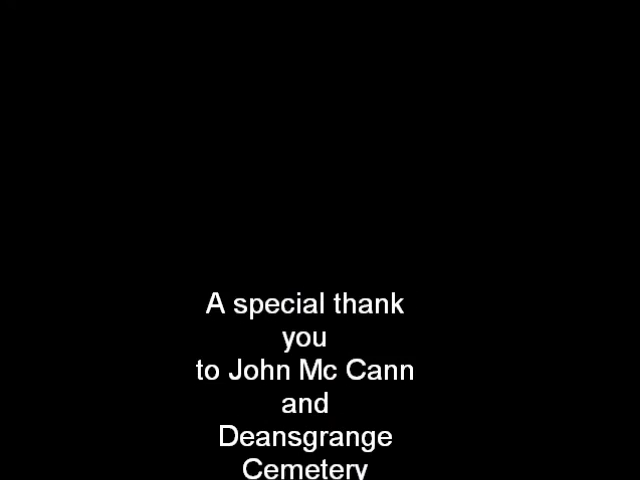 A special thank
you
to John Mc Cann
and
Deansgrange
Cemetery